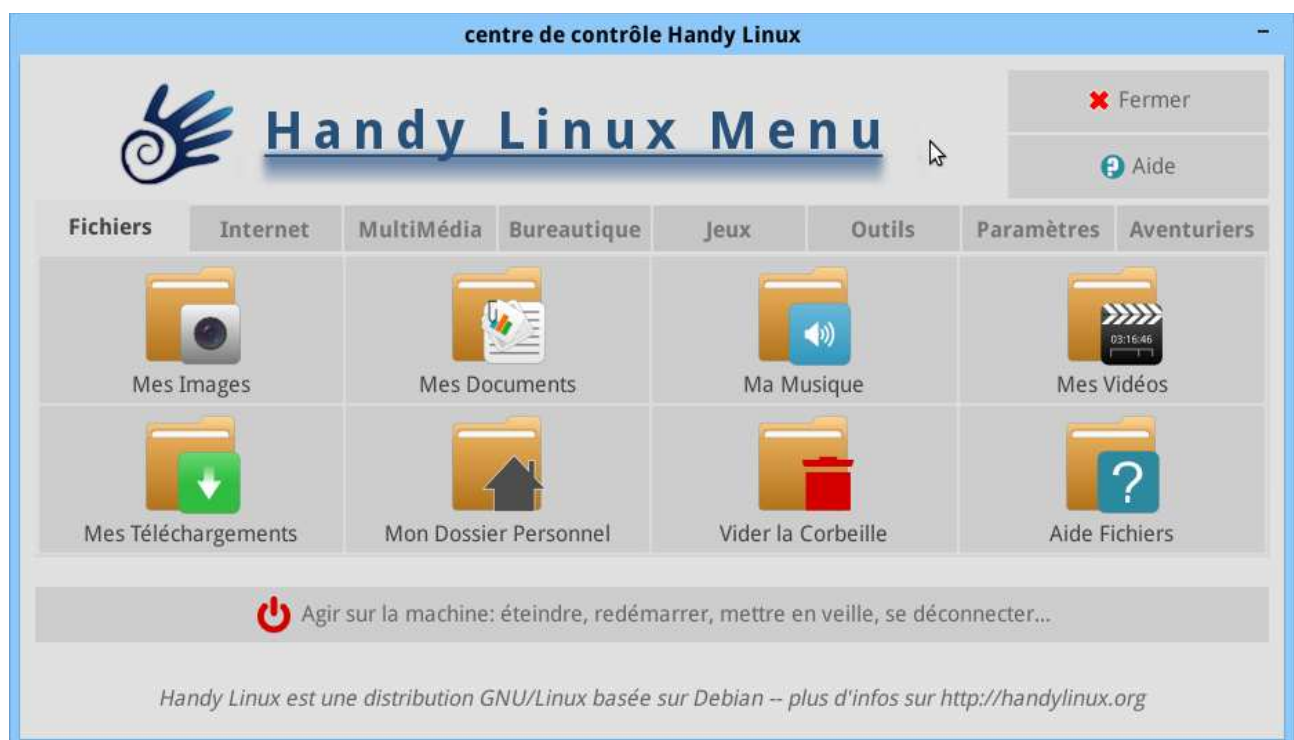 centre de contrôle Handy Linux
Handy Linux Menu
Fermer
Aide
Fichiers Internet MultiMédia Bureautique Jeux Outils Paramètres Aventuriers
Mes Images Mes Documents Ma Musique Mes Vidéos
03:16:46
Mes Téléchargements Mon Dossier Personnel Vider la Corbeille Aide Fichiers
Agir sur la machine: éteindre, redémarrer, mettre en veille, se déconnecter...
Handy Linux est une distribution GNU/Linux basée sur Debian -- plus d'infos sur http://handylinux.org